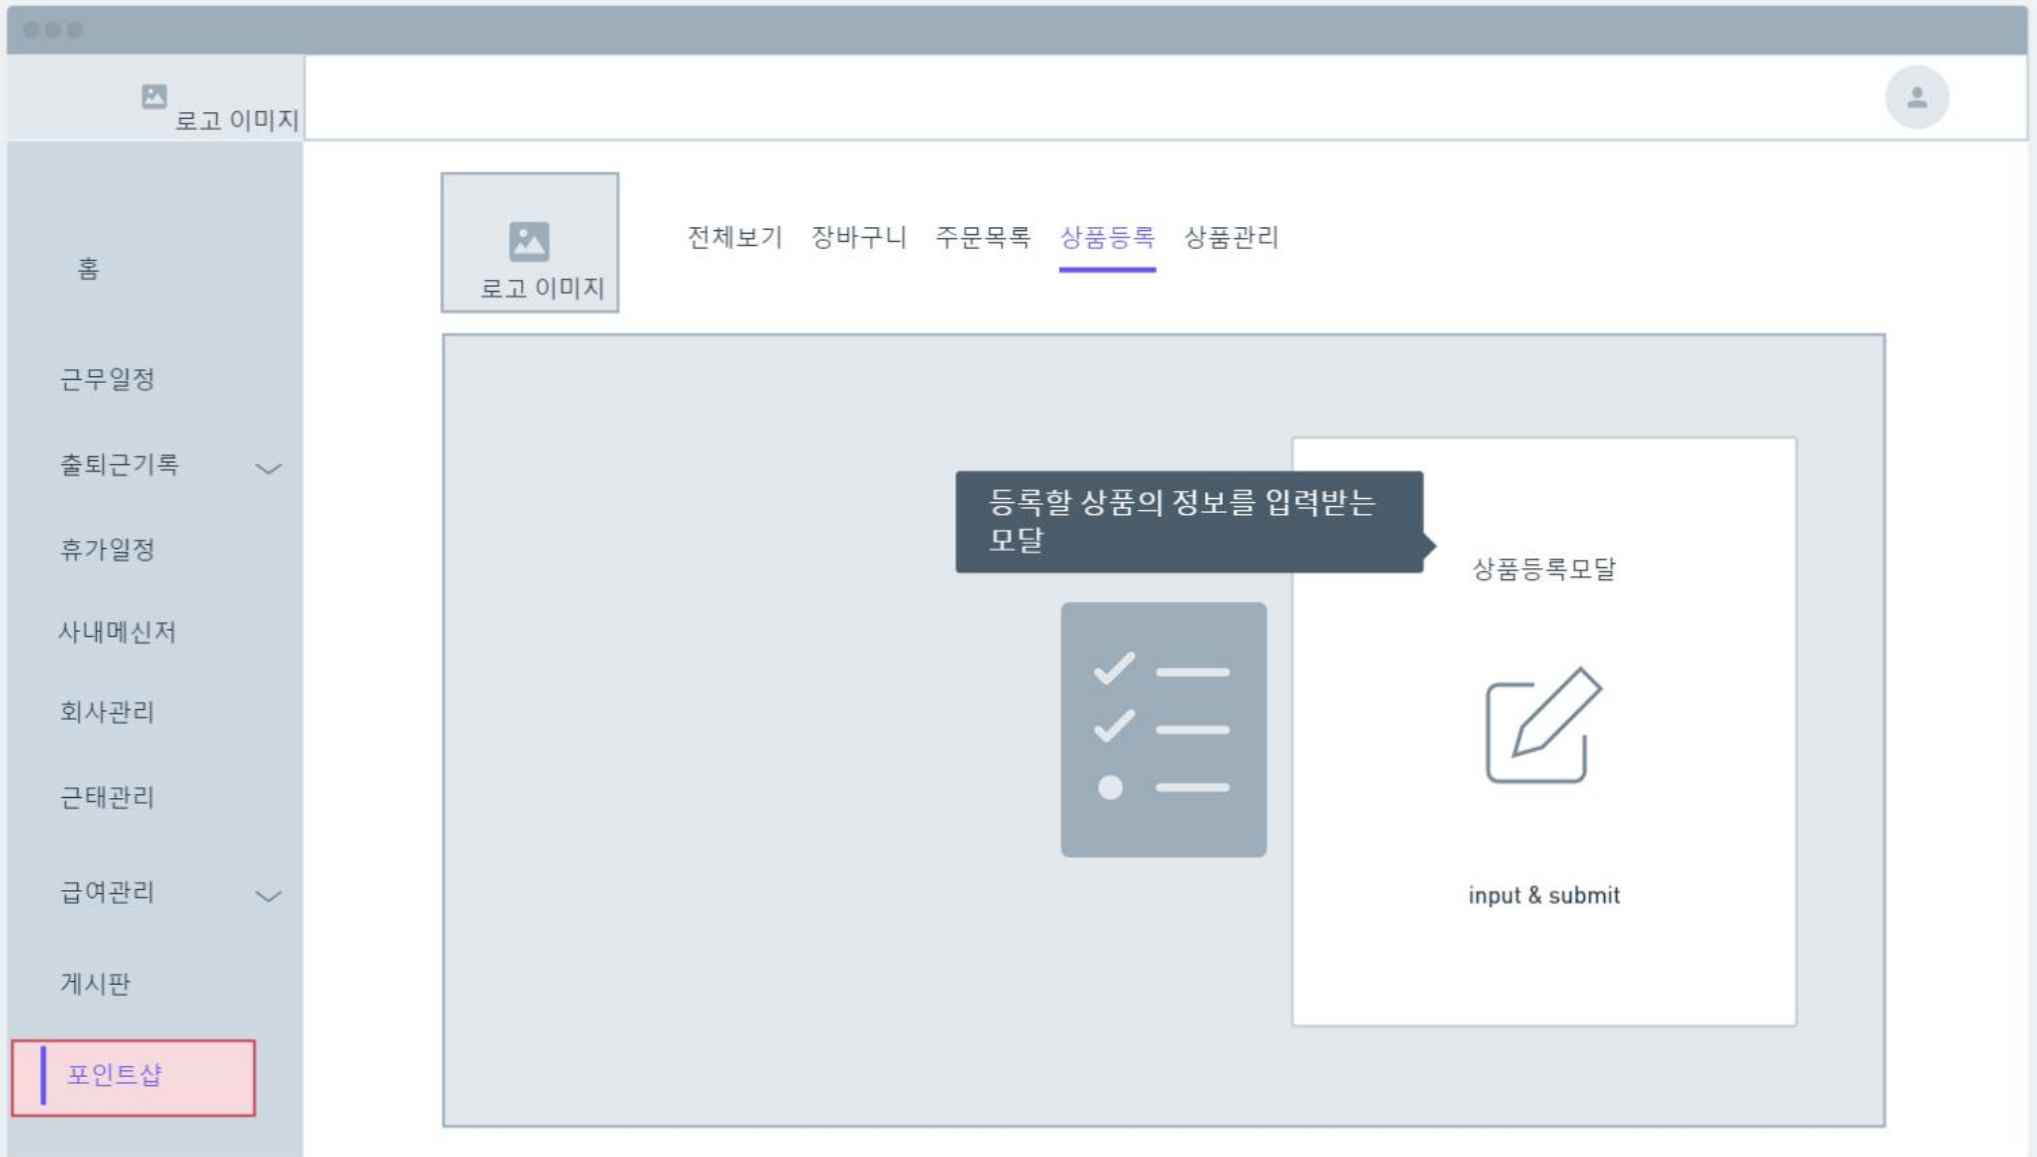 로고 이미지
홈
근무일정
출퇴근기록
휴가일정
사내메신저
회사관리
근태관리
급여관리
게시판
포인트샵
로고 이미지
전체보기 장바구니 주문목록 상품등록 상품관리
등록할 상품의 정보를 입력받는
모달
상품등록모달
input & submit